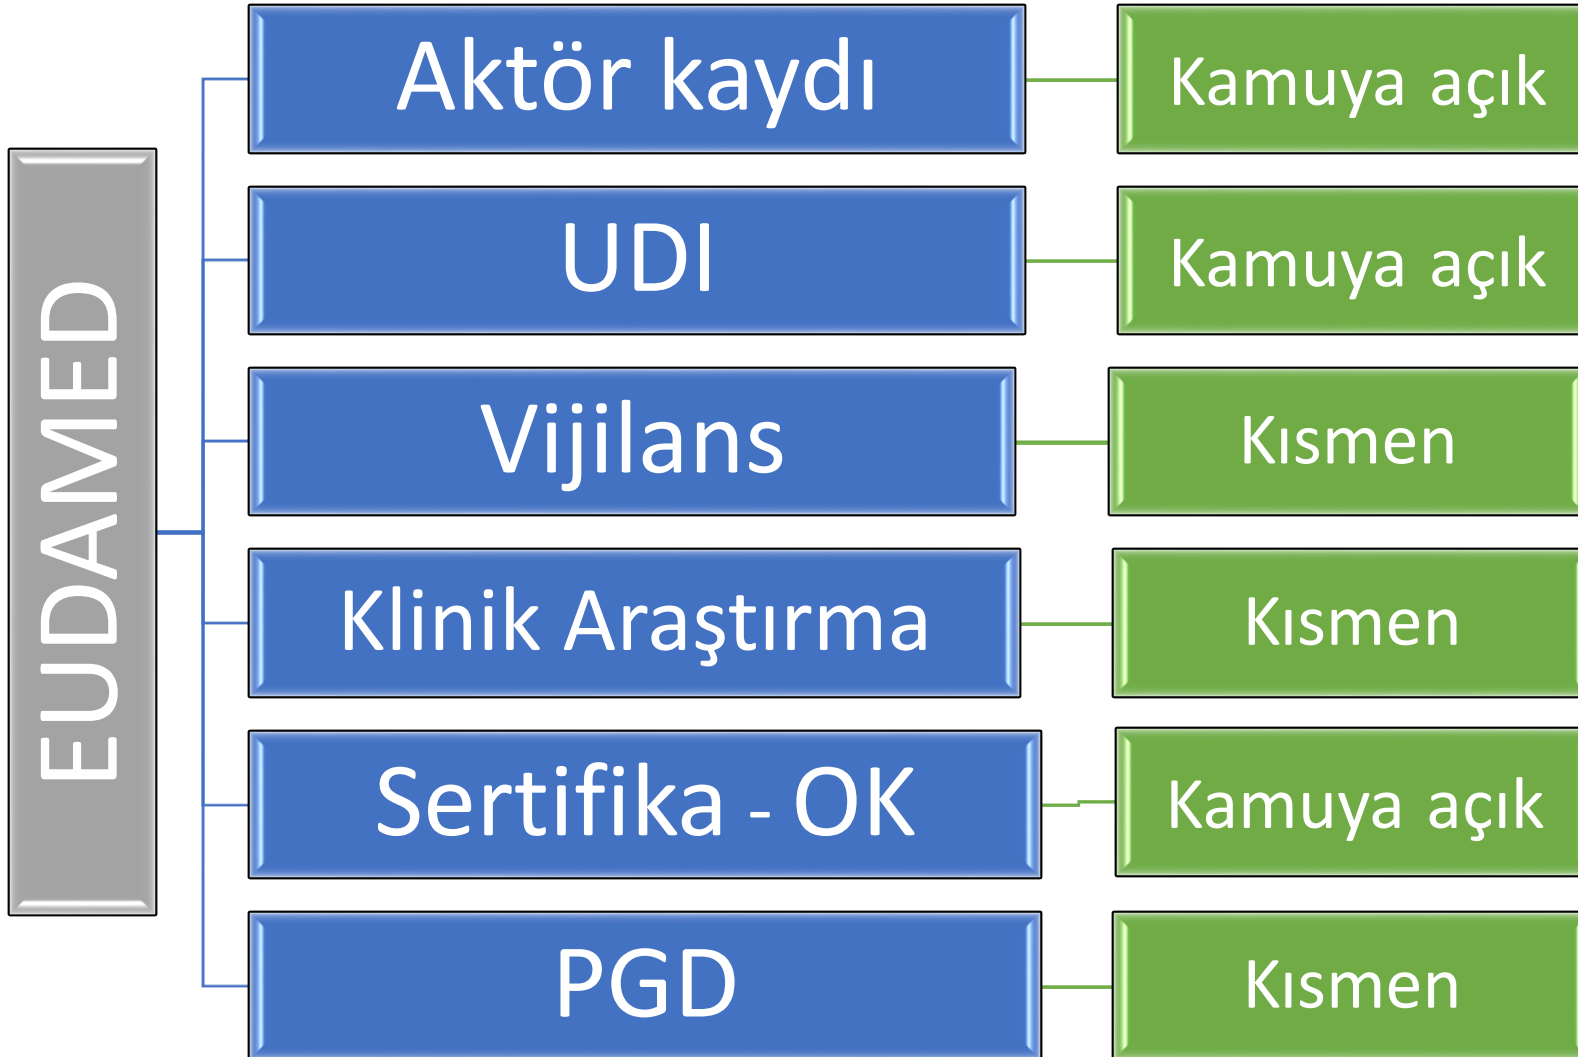 EUDAMED
Aktör kaydı
Kamuya açık
UDI
Kamuya açık
Vijilans
Kısmen
Klinik Araştırma
Kısmen
Sertifika - OK
Kamuya açık
PGD
Kısmen